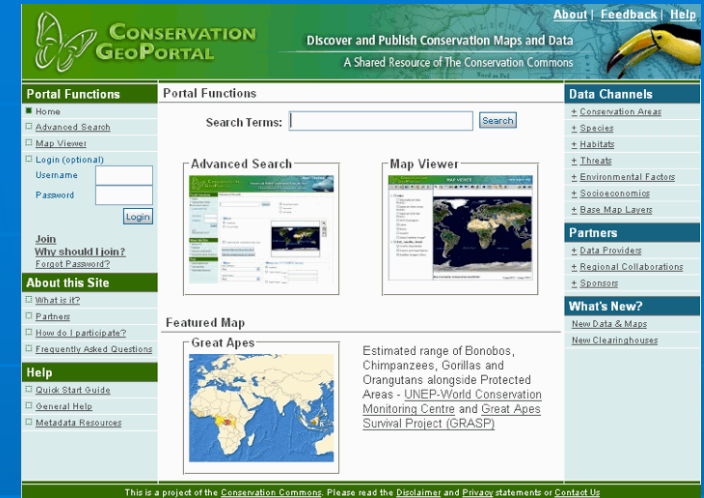 About | Feedback | Help
CONSERVATION
GEOPORTAL
Discover and Publish Conservation Maps and Data
A Shared Resource of The Conservation Commons
Portal Functions
Home
Advanced Search
Map Viewer
Login (optional)
Username
Password
Login
Join
Why should I join?
Forgot Password?
About this Site
What is it?
Partners
How do I participate?
Frequently Asked Questions
Help
Quick Start Guide
General Help
Metadata Resources
Portal Functions
Search Terms:
Search
Advanced Search
Map Viewer
MAP VIEWER
Featured Map
Great Apes
Estimated range of Bonobos,
Chimpanzees, Gorillas and
Orangutans alongside Protected
Areas - UNEP-World Conservation
Monitoring Centre and Great Apes
Survival Project (GRASP)
Data Channels
+ Conservation Areas
+ Species
+ Habitats
+ Threats
+ Environmental Factors
+ Socioeconomics
+ Base Map Layers
Partners
+ Data Providers
+ Regional Collaborations
+ Sponsors
What's New?
New Data & Maps
New Clearinghouses
This is a project of the Conservation Commons. Please read the Disclaimer and Privacy statements or Contact Us